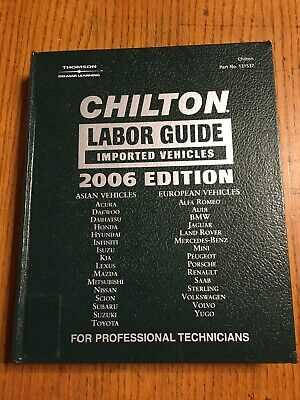 THOMSON
DELMAR LEARNING
Chilton
Part No. 131537
CHILTON
LABOR GUIDE
IMPORTED VEHICLES
2006 EDITION
ASIAN VEHICLES
ACURA
DAEWOO
DAIHATSU
HONDA
HYUNDAI
INFINITI
ISUZU
KIA
LEXUS
MAZDA
MITSUBISHI
NISSAN
SCION
SUBARU
SUZUKI
TOYOTA
EUROPEAN VEHICLES
ALFA ROMEO
AUDI
BMW
JAGUAR
LAND ROVER
MERCEDES-BENZ
MINI
PEUGEOT
PORSCHE
RENAULT
SAAB
STERLING
VOLKSWAGEN
VOLVO
YUGO
FOR PROFESSIONAL TECHNICIANS